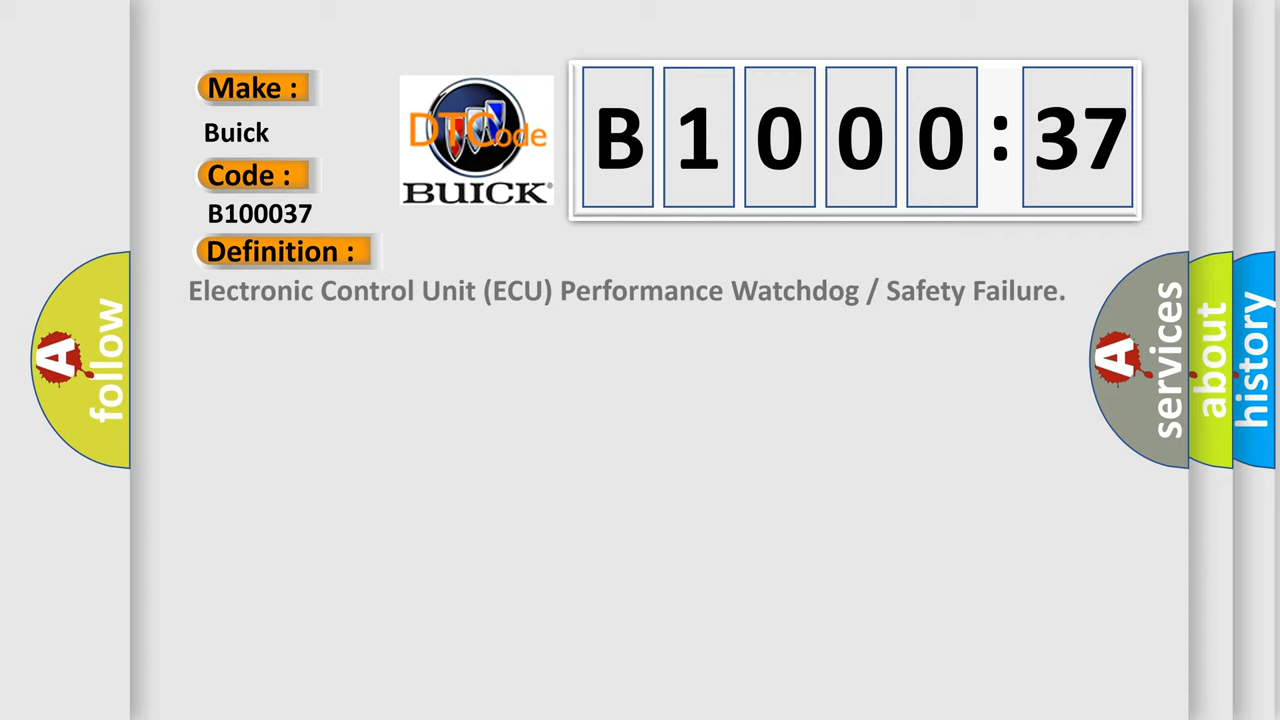 Make :
Buick
Code :
B100037
Definition :
Electronic Control Unit (ECU) Performance Watchdog / Safety Failure.
DTCode
BUICK®
B 1 0 0 0 : 37
A follow
A services
about
history